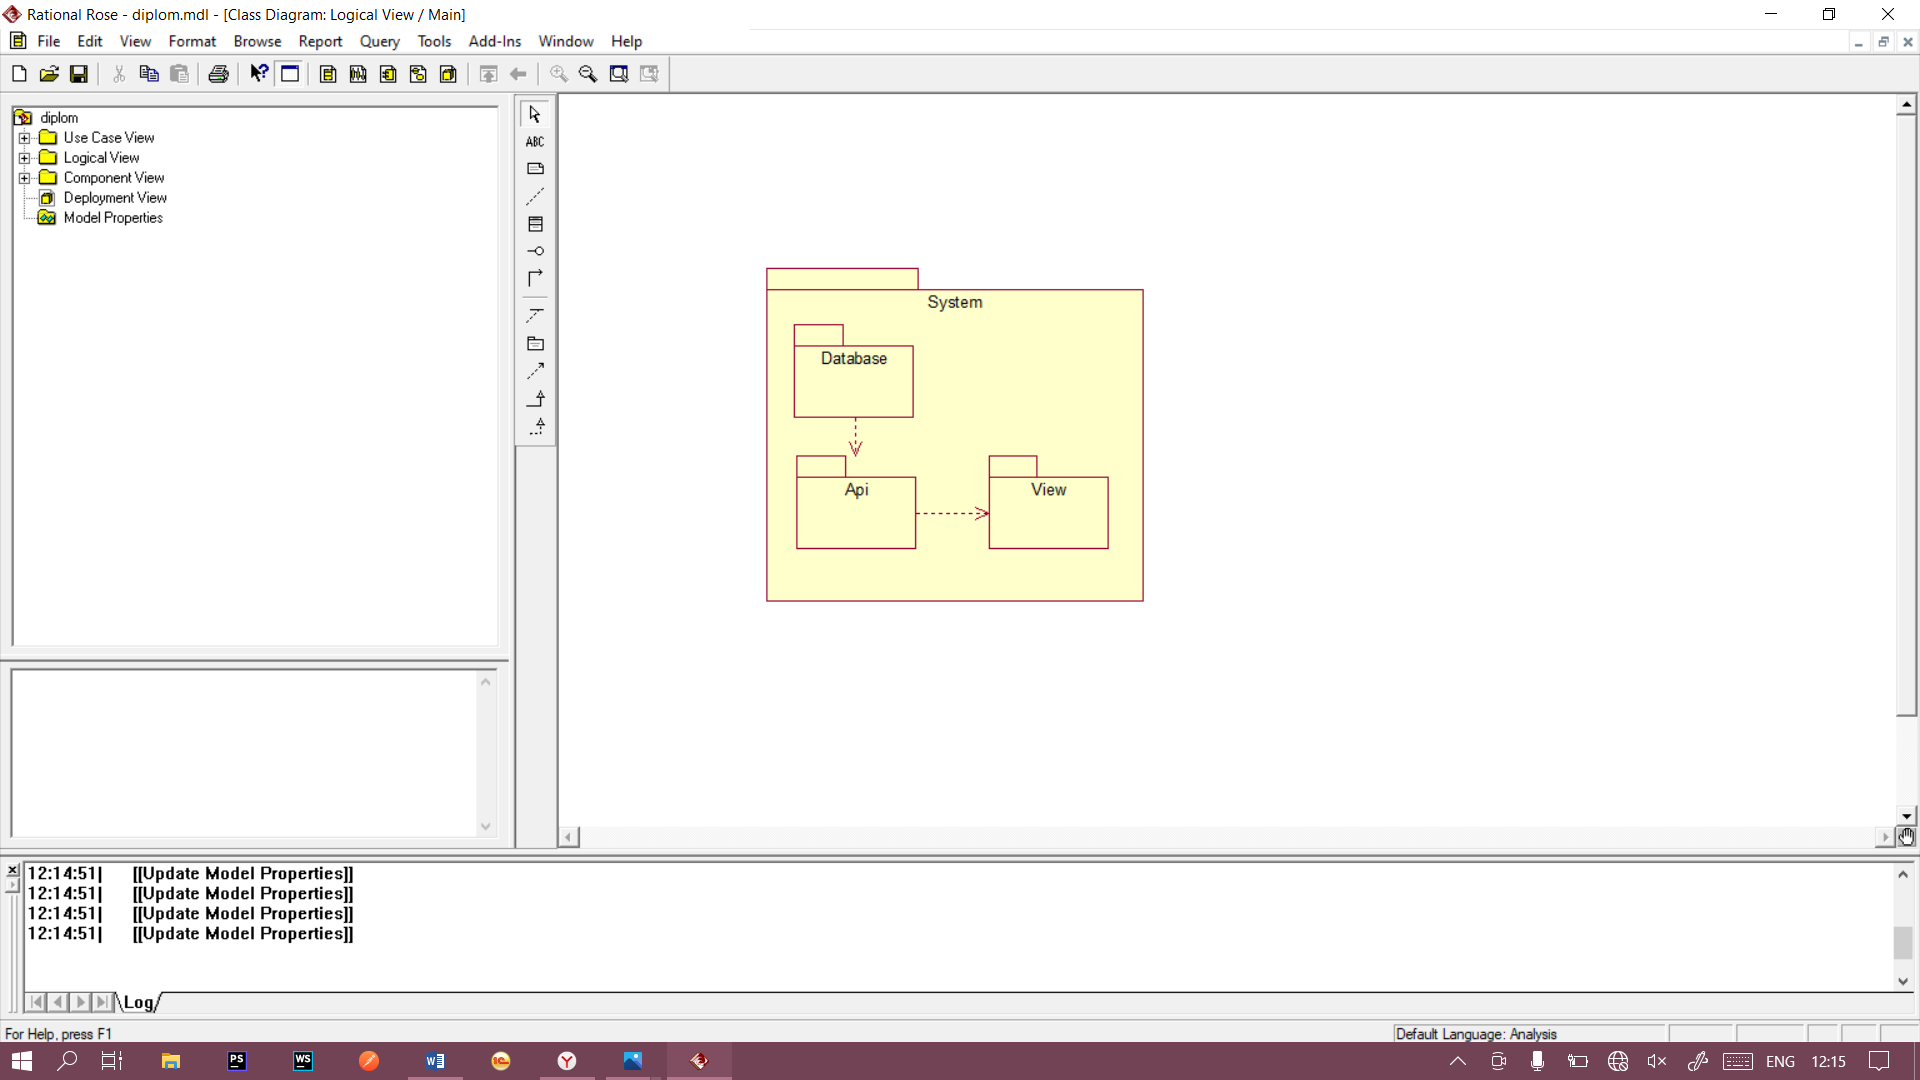 Rational Rose - diplom.mdl - [Class Diagram: Logical View / Main]
File Edit View Format Browse Report Query Tools Add-Ins Window Help
diplom
Use Case View
Logical View
Component View
Deployment View
Model Properties
ABC
System
Database
Api
View
12:14:51| [[Update Model Properties]]
12:14:51| [[Update Model Properties]]
12:14:51| [[Update Model Properties]]
12:14:51| [[Update Model Properties]]
Log
For Help, press F1
Default Language: Analysis
PS
WS
ENG
12:15